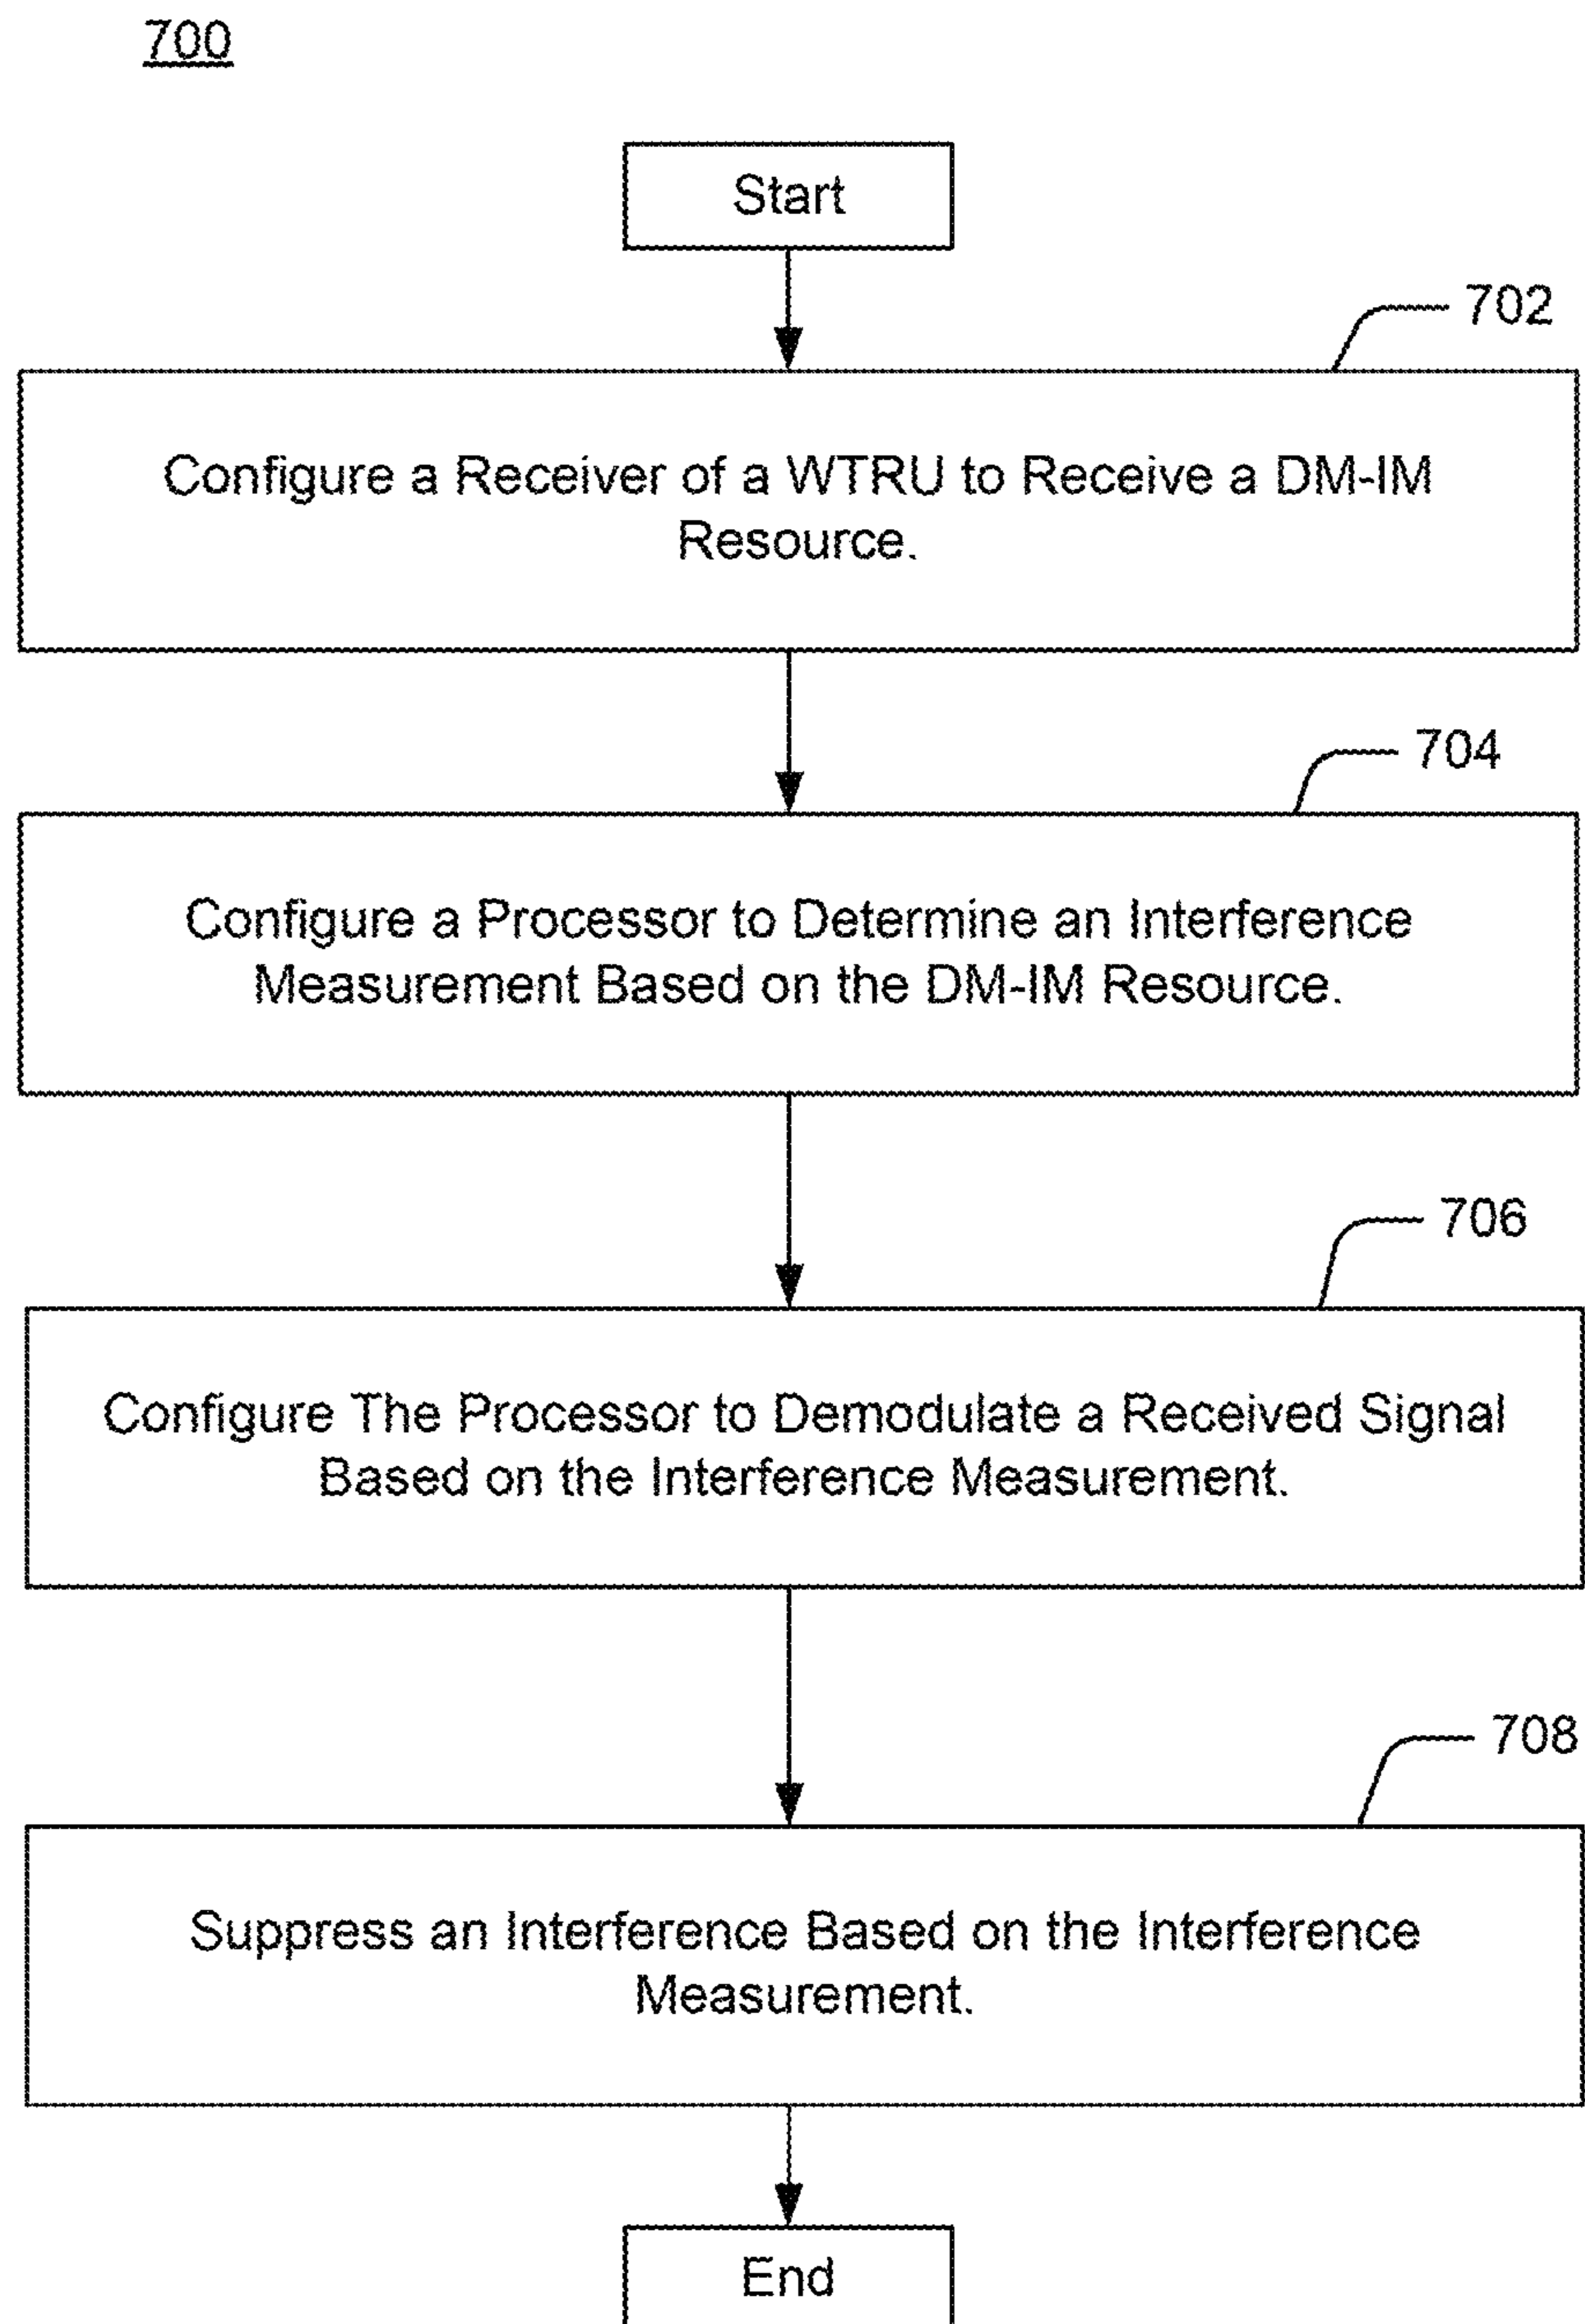 700
Start
702
Configure a Receiver of a WTRU to Receive a DM-IM
Resource.
704
Configure a Processor to Determine an Interference
Measurement Based on the DM-IM Resource.
706
Configure The Processor to Demodulate a Received Signal
Based on the Interference Measurement.
708
Suppress an Interference Based on the Interference
Measurement.
End